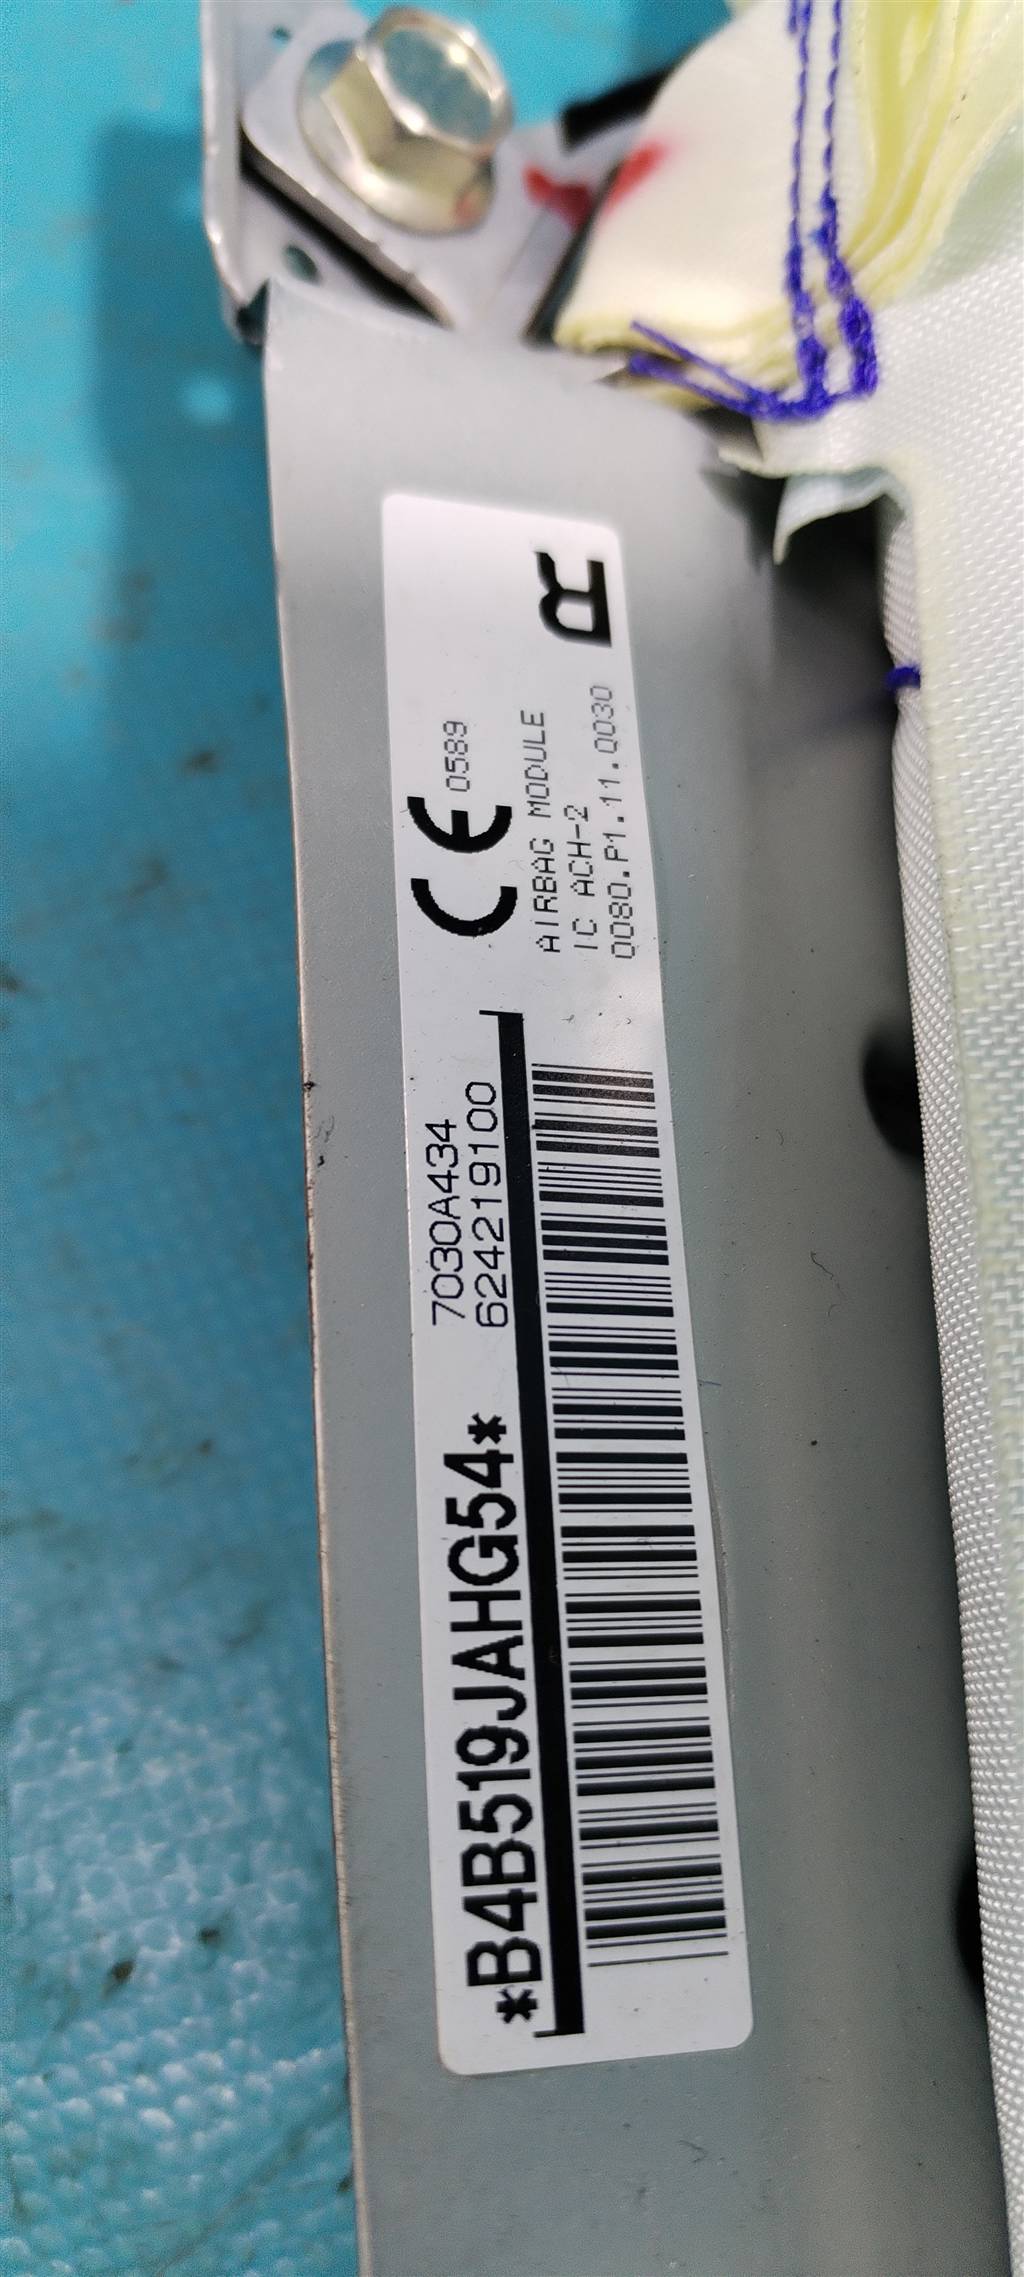 *B4B519JAHG54*
7030A434
624219100
CE 0589
AIRBAG MODULE
IC ACH-2
0080.P1.11.0030
R